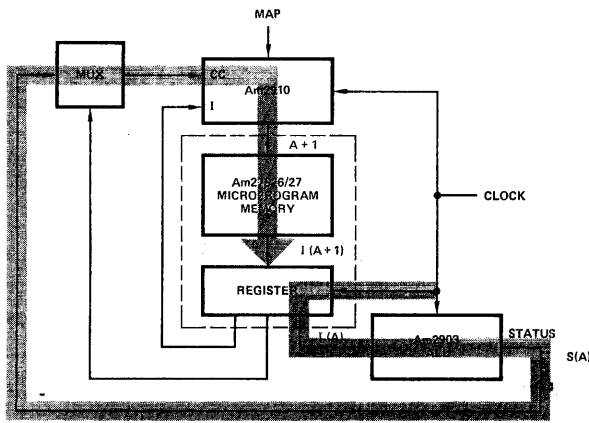 MAP
MUX
CC
Am2910
I
A + 1
Am27S26/27
MICROPROGRAM
MEMORY
CLOCK
I (A + 1)
REGISTER
I (A)
Am2903
ALU
STATUS
S(A)